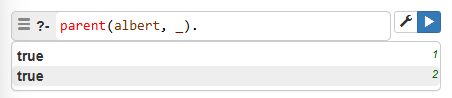 ?- parent(albert, _).
true 1
true 2